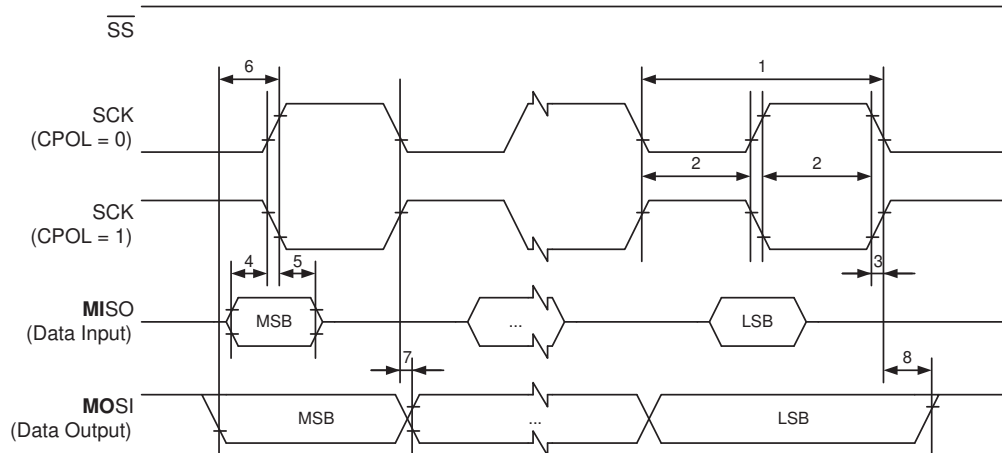 SS
6
1
SCK
(CPOL = 0)
2
2
SCK
(CPOL = 1)
4
5
3
MISO
(Data Input)
MSB
...
LSB
7
8
MOSI
(Data Output)
MSB
...
LSB